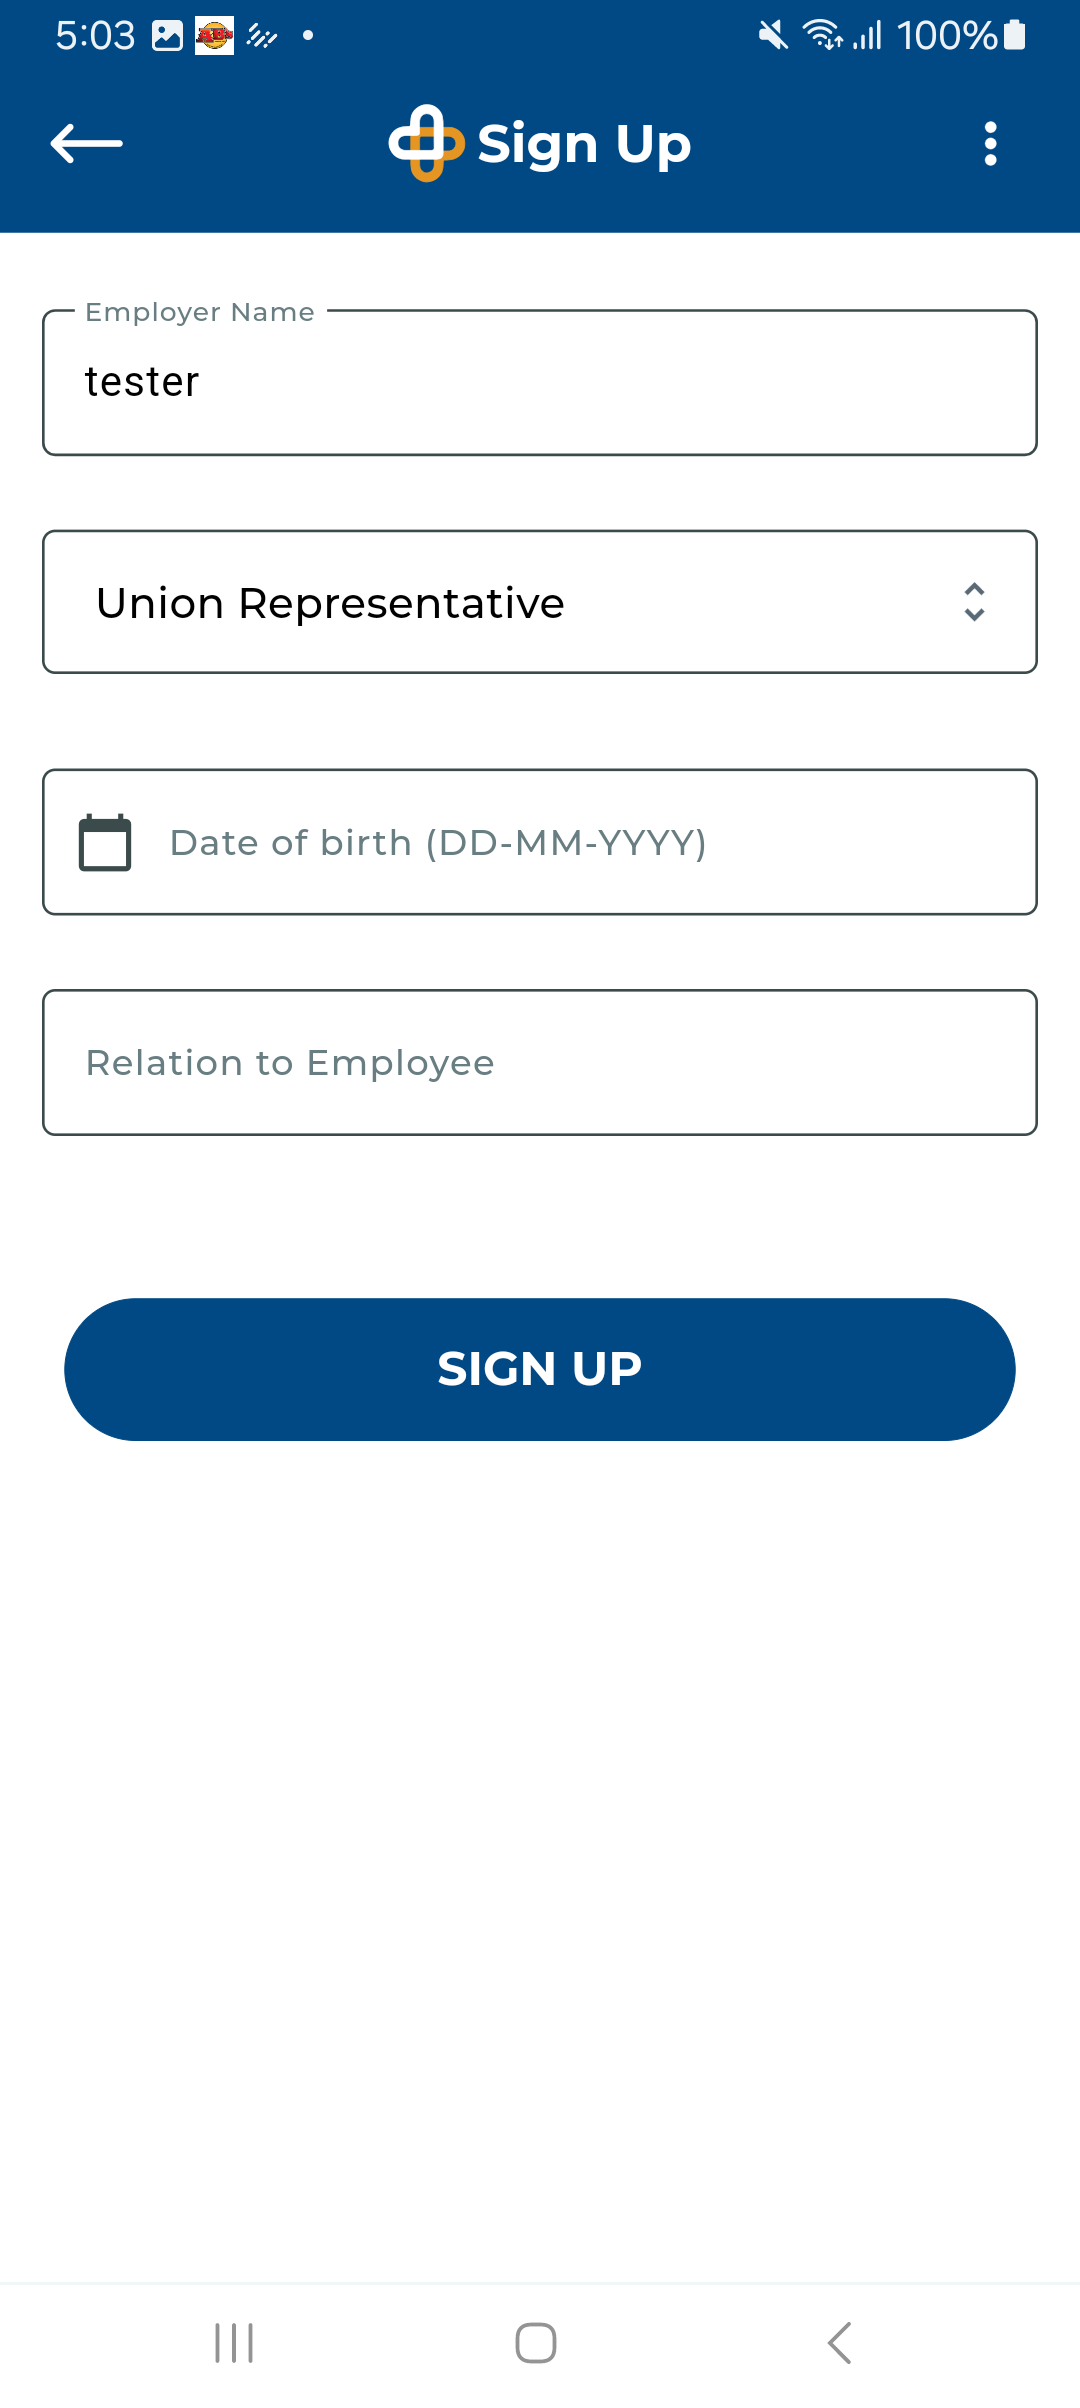 5:03 100%
Sign Up
Employer Name
tester
Union Representative
Date of birth (DD-MM-YYYY)
Relation to Employee
SIGN UP